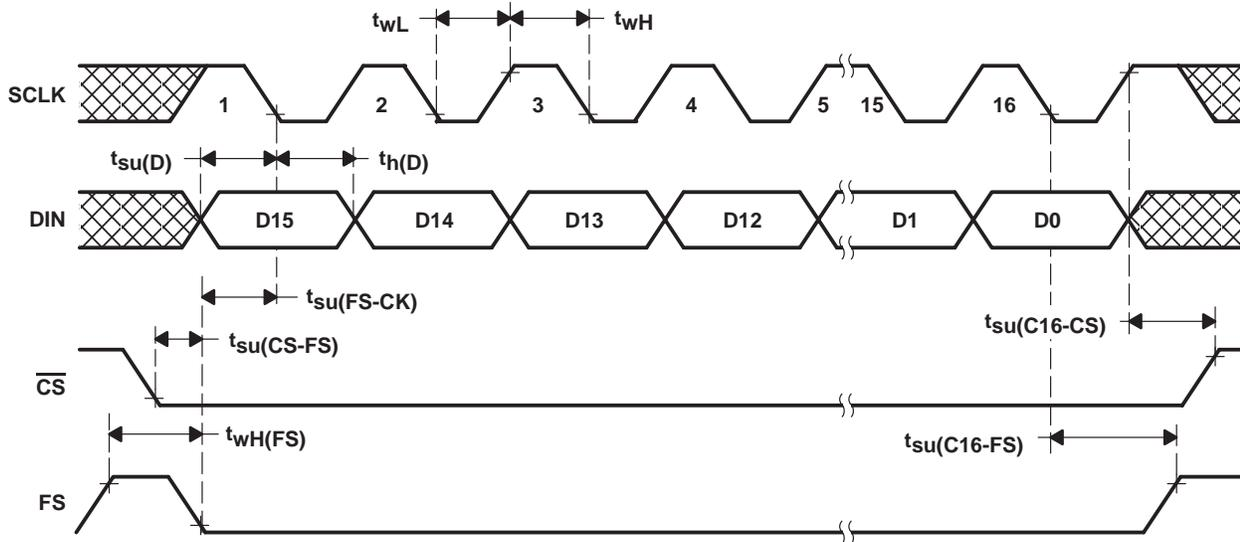 twL twH
SCLK 1 2 3 4 5 15 16
tsu(D) th(D)
DIN D15 D14 D13 D12 D1 D0
tsu(FS-CK)
tsu(C16-CS)
tsu(CS-FS)
CS
twH(FS)
tsu(C16-FS)
FS